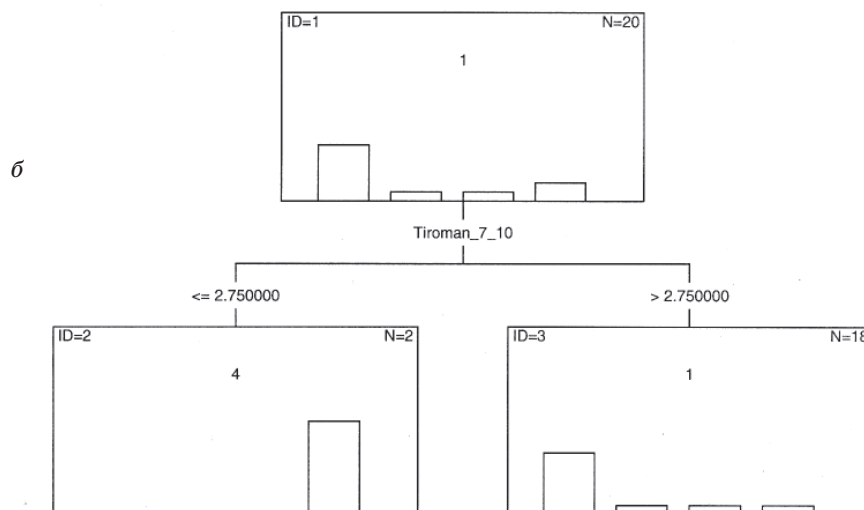 ID=1 N=20
1
б
Tiroman_7_10
<= 2.750000 > 2.750000
ID=2 N=2 ID=3 N=18
4 1